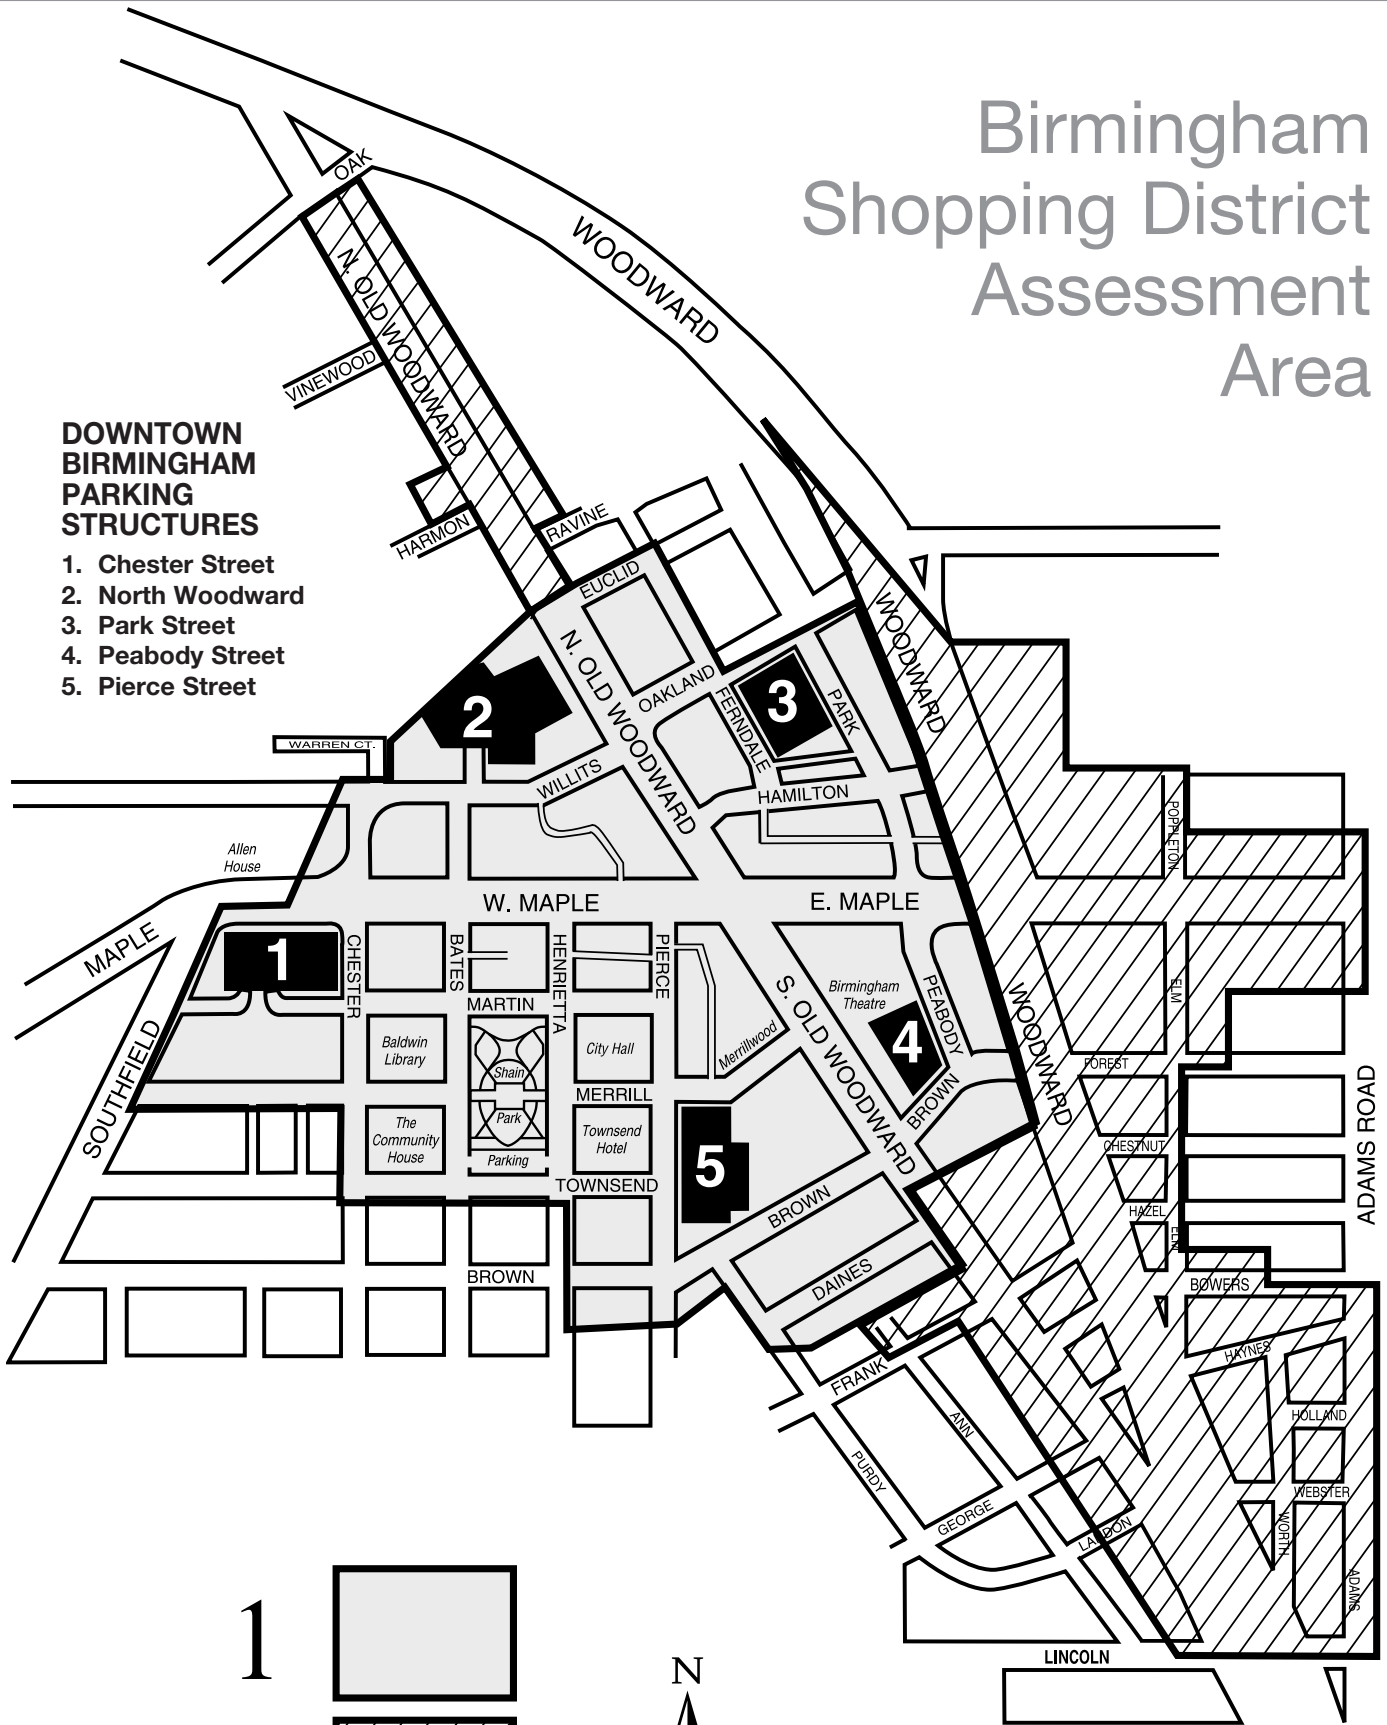 Birmingham
Shopping District
Assessment
Area
OAK
WOODWARD
N. OLD WOODWARD
VINEWOOD
DOWNTOWN
BIRMINGHAM
PARKING
STRUCTURES
1. Chester Street
2. North Woodward
3. Park Street
4. Peabody Street
5. Pierce Street
HARMON
RAVINE
EUCLID
WOODWARD
N. OLD WOODWARD
OAKLAND
FERNDALE
PARK
2
3
WARREN CT.
WILLITS
HAMILTON
POPPLETON
Allen
House
W. MAPLE
E. MAPLE
MAPLE
1
CHESTER
BATES
HENRIETTA
PIERCE
MARTIN
S. OLD WOODWARD
Birmingham
Theatre
PEABODY
WOODWARD
ELM
4
SOUTHFIELD
Baldwin
Library
Shain
Park
Parking
City Hall
Merrillwood
MERRILL
BROWN
FOREST
CHESTNUT
HAZEL
ELM
ADAMS ROAD
The
Community
House
Townsend
Hotel
5
TOWNSEND
BROWN
BROWN
DAINES
BOWERS
HAYNES
FRANK
ANN
HOLLAND
PURDY
WEBSTER
GEORGE
LANDON
WORTH
ADAMS
1
N
LINCOLN